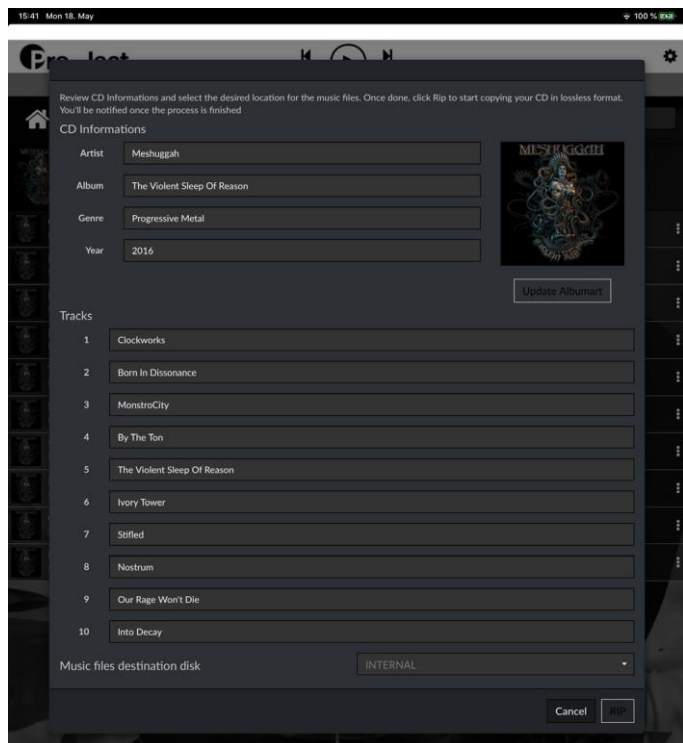 15:41 Mon 18. May
100 %
Pro-Ject
Review CD Informations and select the desired location for the music files. Once done, click Rip to start copying your CD in lossless format.
You'll be notified once the process is finished
CD Informations
Artist Meshuggah
Album The Violent Sleep Of Reason
Genre Progressive Metal
Year 2016
MESHUGGAH
Update Albumart
Tracks
1 Clockworks
2 Born In Dissonance
3 MonstroCity
4 By The Ton
5 The Violent Sleep Of Reason
6 Ivory Tower
7 Stifled
8 Nostrum
9 Our Rage Won't Die
10 Into Decay
Music files destination disk INTERNAL
Cancel RIP